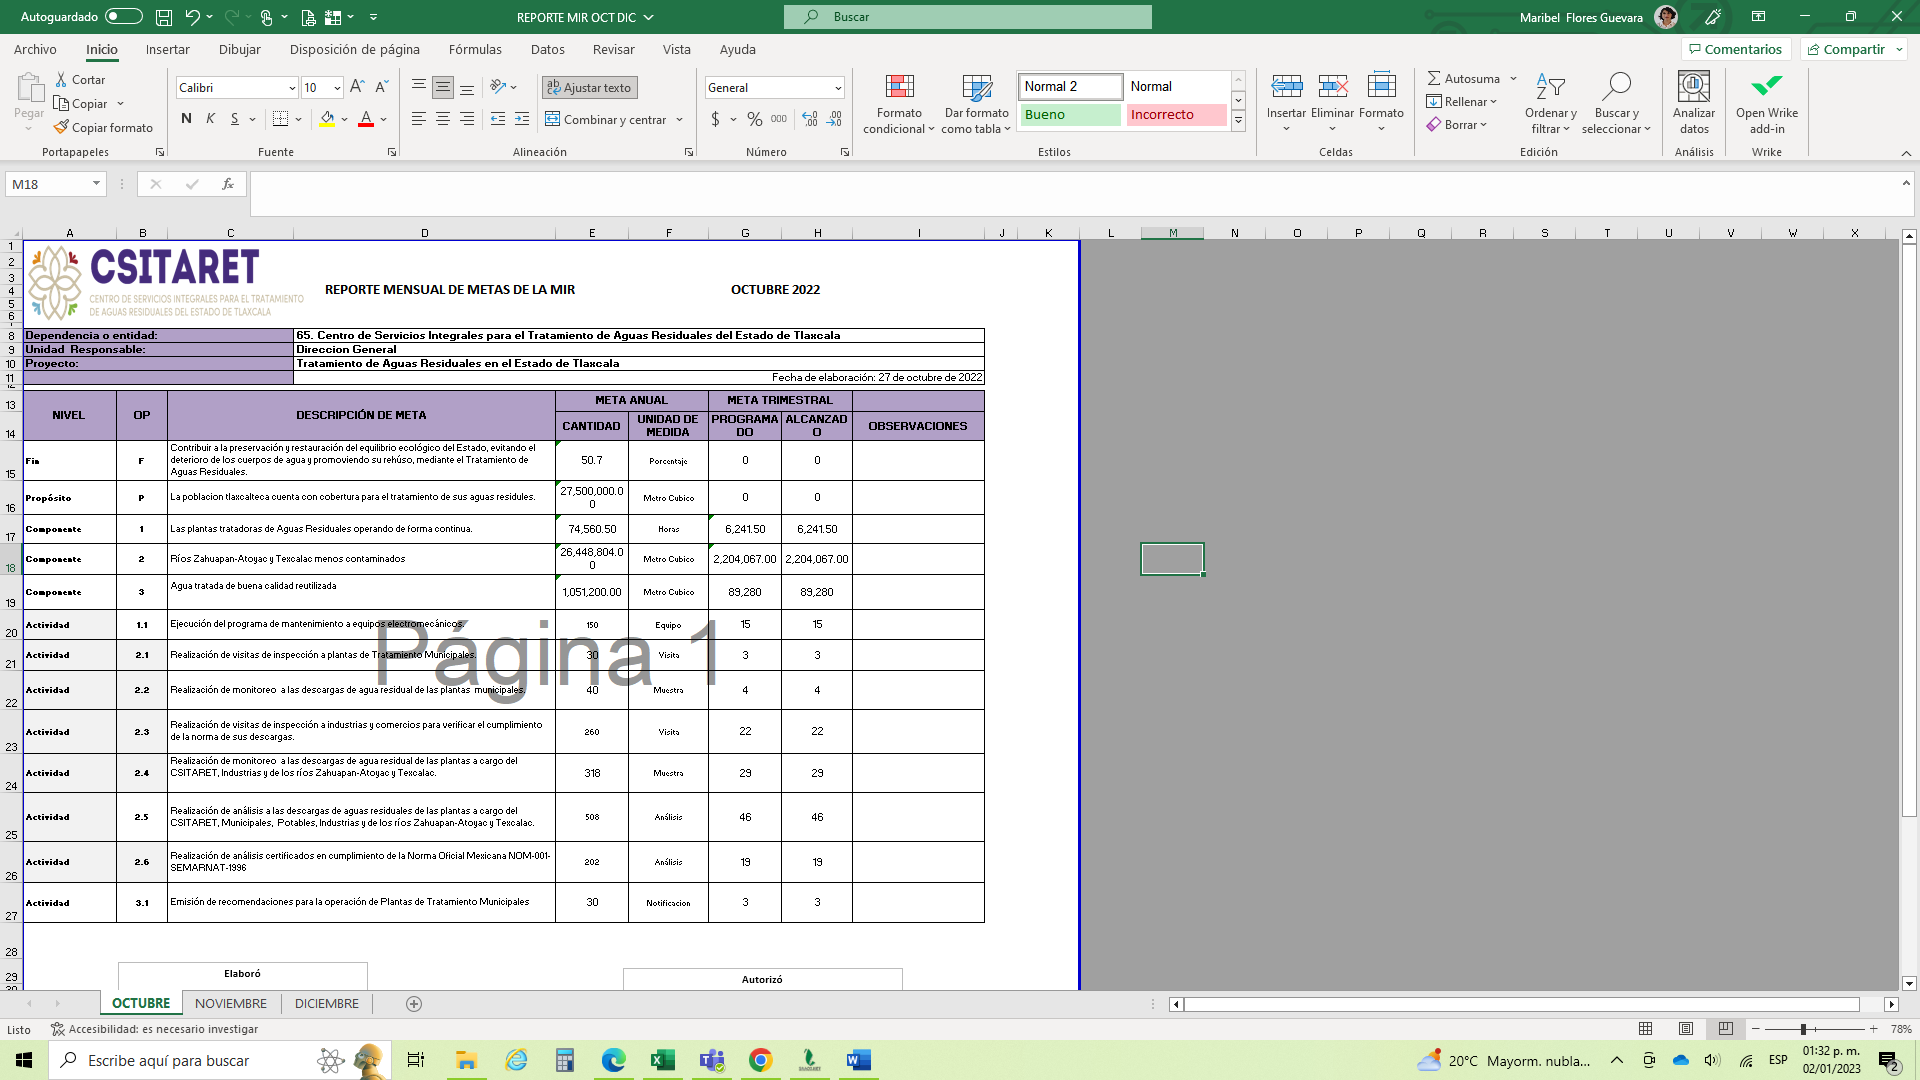 Autoguardado
REPORTE MIR OCT DIC
Buscar
Maribel Flores Guevara
Archivo Inicio Insertar Dibujar Disposición de página Fórmulas Datos Revisar Vista Ayuda
Comentarios Compartir
Pegar
Cortar
Copiar
Copiar formato
Portapapeles
Calibri 10
N K S
Fuente
Ajustar texto
Combinar y centrar
Alineación
General
$ % 000
Número
Formato condicional
Dar formato como tabla
Normal 2 Normal
Bueno Incorrecto
Estilos
Insertar Eliminar Formato
Celdas
Autosuma
Rellenar
Borrar
Ordenar y filtrar
Buscar y seleccionar
Edición
Analizar datos
Análisis
Open Wrike add-in
Wrike
M18
fx
A B C D E F G H I J K L M N O P Q R S T U V W X
CSITARET
CENTRO DE SERVICIOS INTEGRALES PARA EL TRATAMIENTO
DE AGUAS RESIDUALES DEL ESTADO DE TLAXCALA
REPORTE MENSUAL DE METAS DE LA MIR OCTUBRE 2022
Dependencia o entidad: 65. Centro de Servicios Integrales para el Tratamiento de Aguas Residuales del Estado de Tlaxcala
Unidad Responsable: Direccion General
Proyecto: Tratamiento de Aguas Residuales en el Estado de Tlaxcala
Fecha de elaboración: 27 de octubre de 2022
NIVEL OP DESCRIPCIÓN DE META META ANUAL META TRIMESTRAL
CANTIDAD UNIDAD DE MEDIDA PROGRAMADO ALCANZADO OBSERVACIONES
15 Fin F Contribuir a la preservación y restauración del equilibrio ecológico del Estado, evitando el deterioro de los cuerpos de agua y promoviendo su rehúso, mediante el Tratamiento de Aguas Residuales. 50.7 Porcentaje 0 0
16 Propósito P La poblacion tlaxcalteca cuenta con cobertura para el tratamiento de sus aguas residules. 27,500,000.00 Metro Cubico 0 0
17 Componente 1 Las plantas tratadoras de Aguas Residuales operando de forma continua. 74,560.50 Horas 6,241.50 6,241.50
18 Componente 2 Ríos Zahuapan-Atoyac y Texcalac menos contaminados 26,448,804.00 Metro Cubico 2,204,067.00 2,204,067.00
19 Componente 3 Agua tratada de buena calidad reutilizada 1,051,200.00 Metro Cubico 89,280 89,280
20 Actividad 1.1 Ejecución del programa de mantenimiento a equipos electromecánicos. 150 Equipo 15 15
21 Actividad 2.1 Realización de visitas de inspección a plantas de Tratamiento Municipales. 30 Visita 3 3
Página 1
22 Actividad 2.2 Realización de monitoreo a las descargas de agua residual de las plantas municipales. 40 Muestra 4 4
23 Actividad 2.3 Realización de visitas de inspección a industrias y comercios para verificar el cumplimiento de la norma de sus descargas. 260 Visita 22 22
24 Actividad 2.4 Realización de monitoreo a las descargas de agua residual de las plantas a cargo del CSITARET, Industrias y de los ríos Zahuapan-Atoyac y Texcalac. 318 Muestra 29 29
25 Actividad 2.5 Realización de análisis a las descargas de aguas residuales de las plantas a cargo del CSITARET, Municipales, Potables, Industrias y de los ríos Zahuapan-Atoyac y Texcalac. 508 Análisis 46 46
26 Actividad 2.6 Realización de análisis certificados en cumplimiento de la Norma Oficial Mexicana NOM-001-SEMARNAT-1996 202 Análisis 19 19
27 Actividad 3.1 Emisión de recomendaciones para la operación de Plantas de Tratamiento Municipales 30 Notificacion 3 3
28
29 Elaboró Autorizó
OCTUBRE NOVIEMBRE DICIEMBRE
Listo Accesibilidad: es necesario investigar 78%
Escribe aquí para buscar
20°C Mayorm. nubla...
ESP
01:32 p. m.
02/01/2023
2